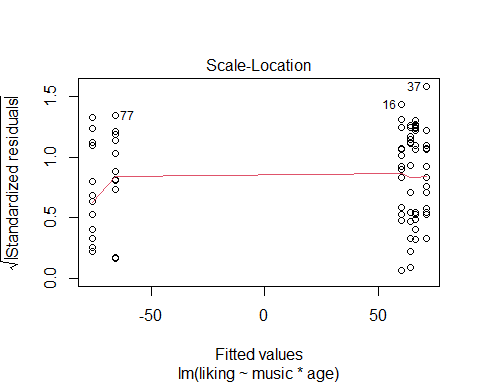 Scale-Location
√|Standardized residuals|
0.0 0.5 1.0 1.5
77
16
37
-50 0 50
Fitted values
lm(liking ~ music * age)